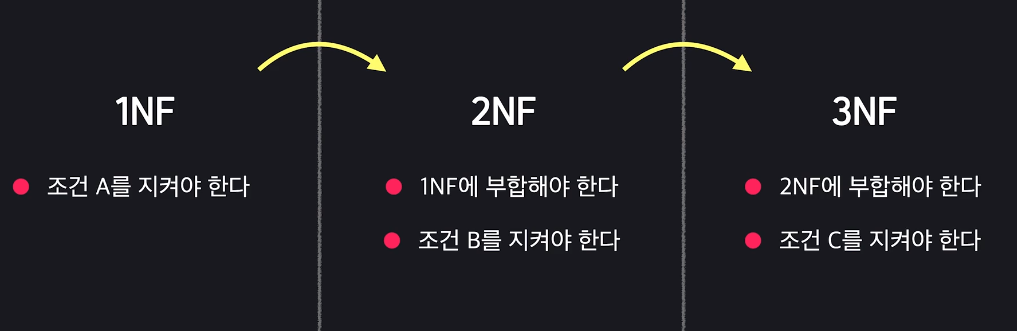 1NF
조건 A를 지켜야 한다
2NF
1NF에 부합해야 한다
조건 B를 지켜야 한다
3NF
2NF에 부합해야 한다
조건 C를 지켜야 한다